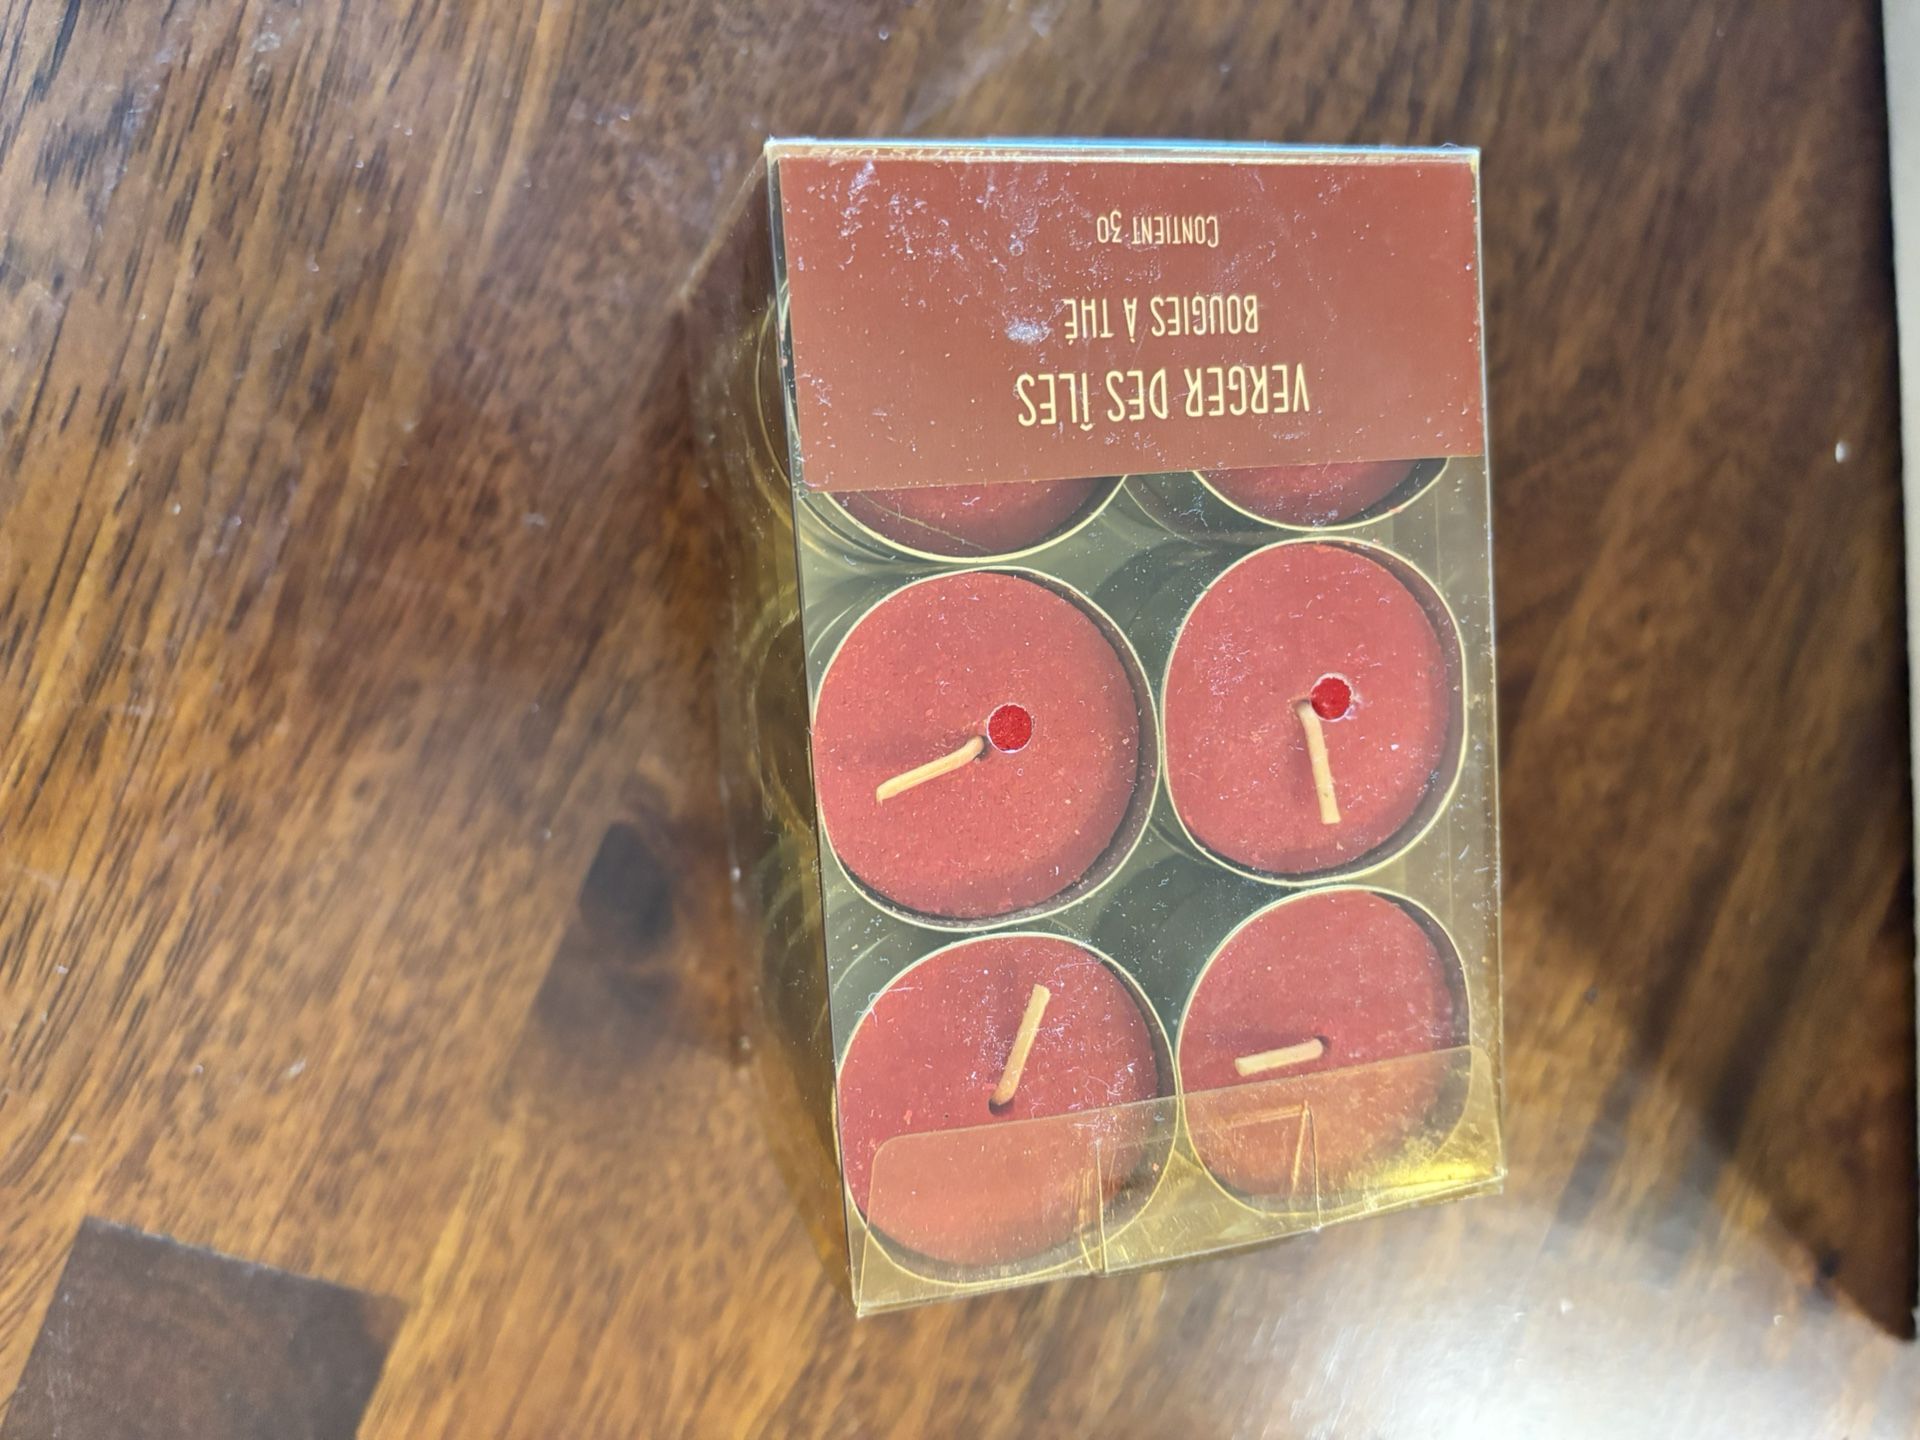 VERGER DES ÎLES
BOUGIES À THÉ
CONTIENT 30